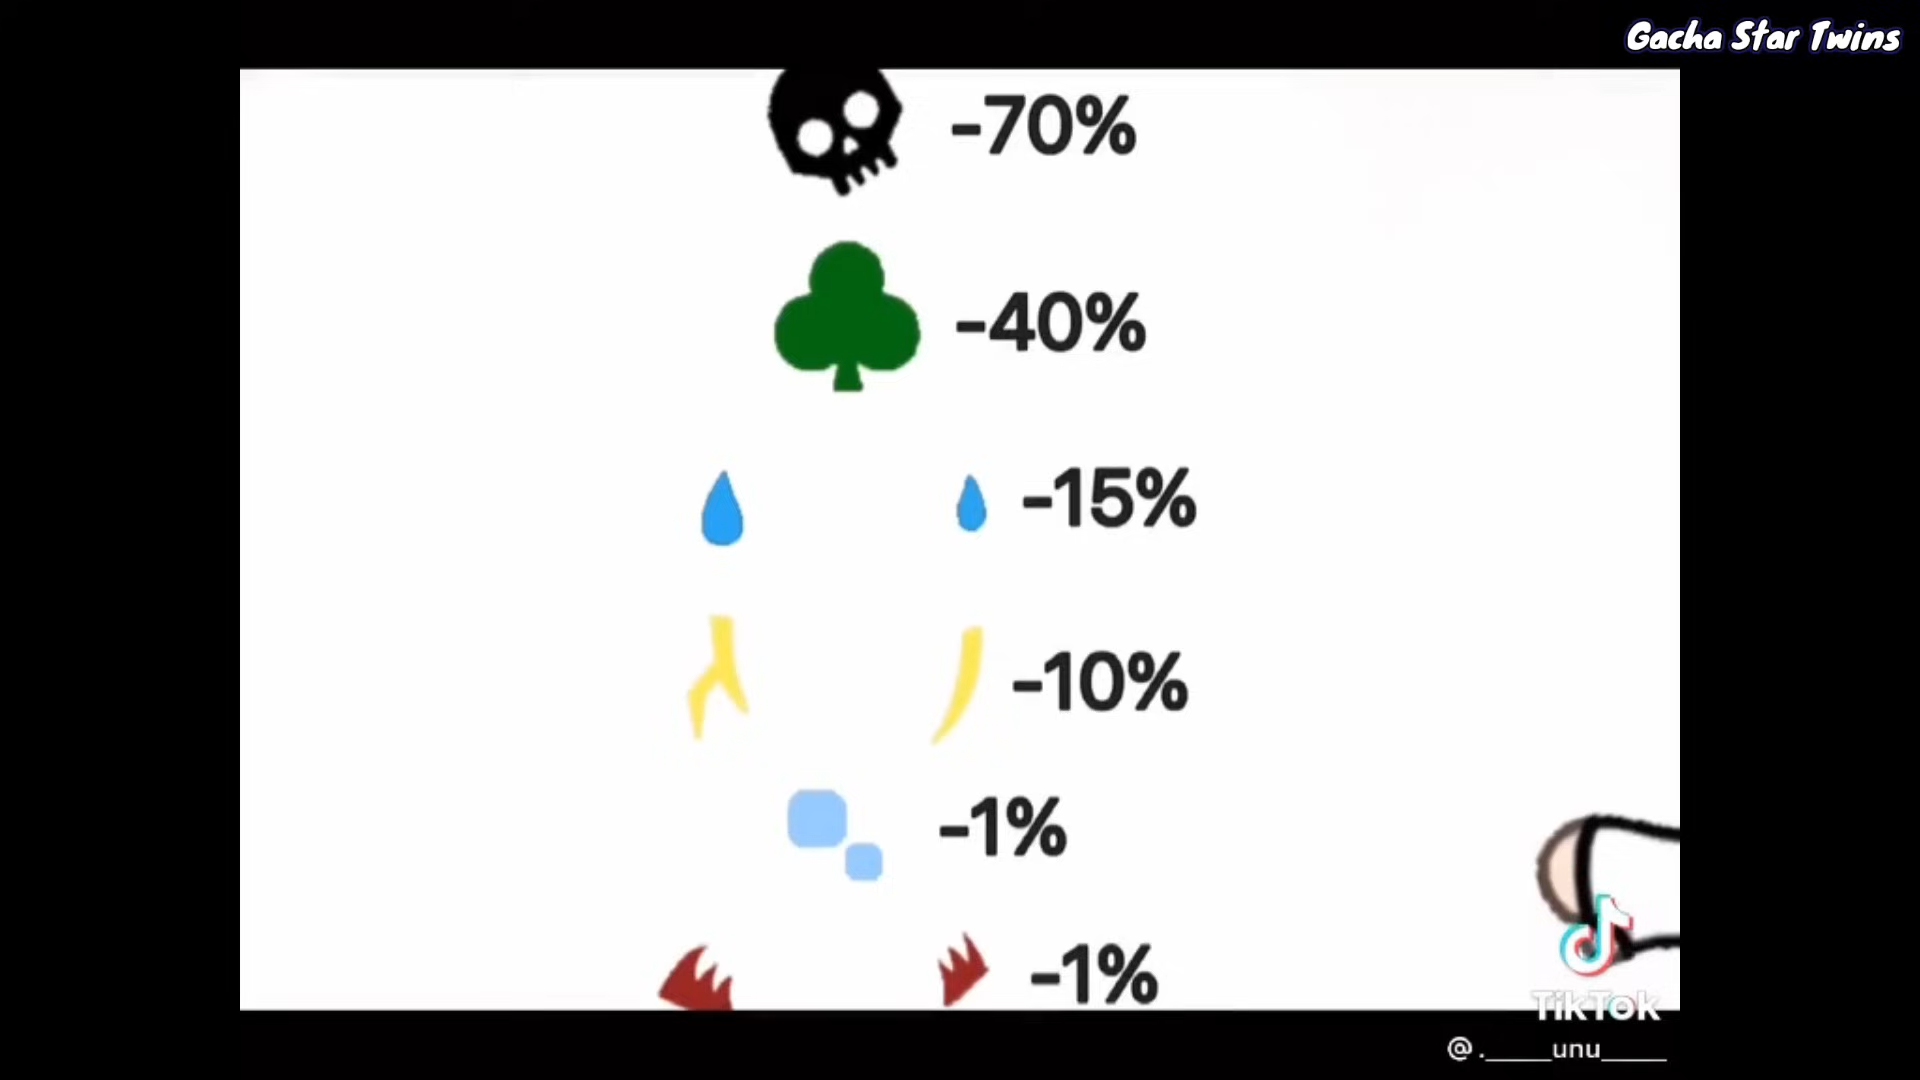 Gacha Star Twins
-70%
-40%
-15%
-10%
-1%
-1%
TikTok
@._____unu_____